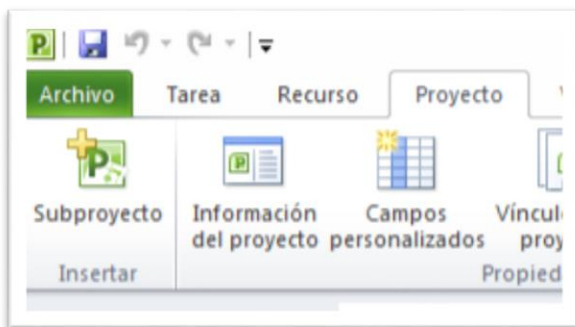 Archivo Tarea Recurso Proyecto
Subproyecto Información Campos
del proyecto personalizados
Insertar